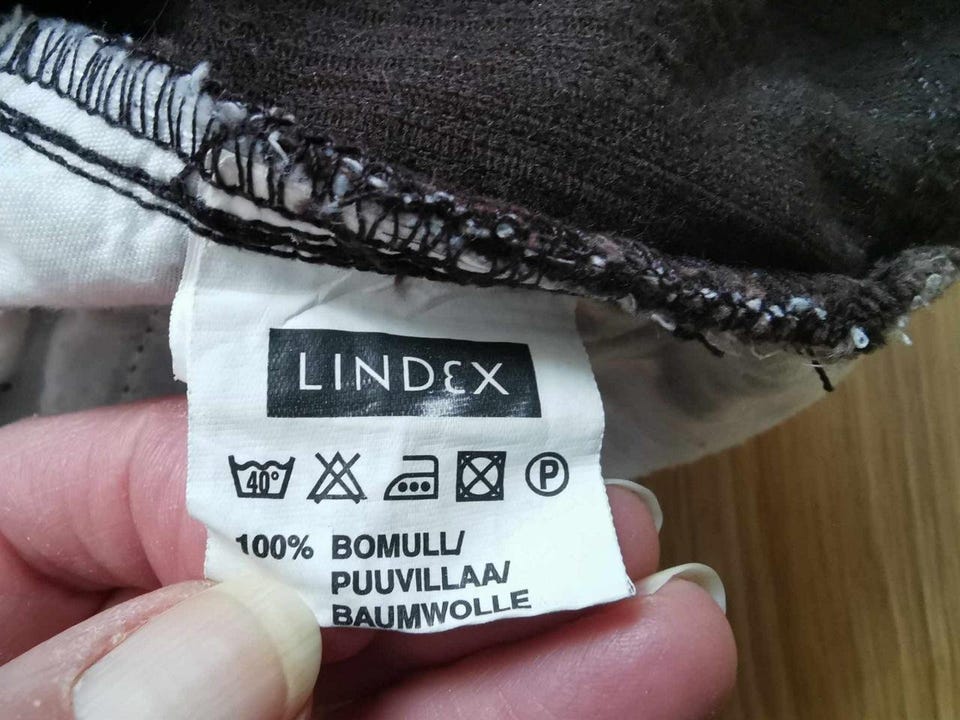 LINDEX
40° P
100% BOMULL/
PUUVILLAA/
BAUMWOLLE